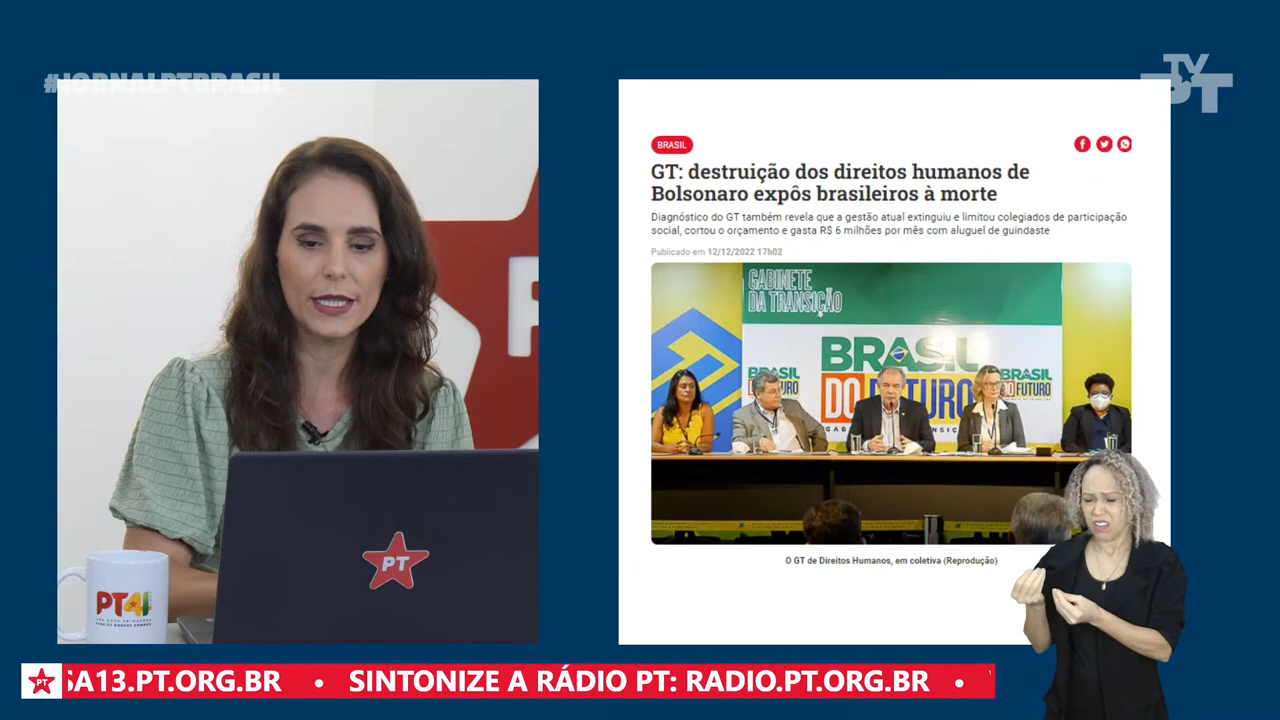 #JORNALPTBRASIL
TV
PT
BRASIL
GT: destruição dos direitos humanos de
Bolsonaro expôs brasileiros à morte
Diagnóstico do GT também revela que a gestão atual extinguiu e limitou colegiados de participação
social, cortou o orçamento e gasta R$ 6 milhões por mês com aluguel de guindaste
Publicado em 12/12/2022 17h02
GABINETE
DA TRANSIÇÃO
BRASIL
DO FUTURO
BRASIL
DO FUTURO
BRASIL
DO FUTURO
O GT de Direitos Humanos, em coletiva (Reprodução)
PT
PT41
PT
SA13.PT.ORG.BR • SINTONIZE A RÁDIO PT: RADIO.PT.ORG.BR •